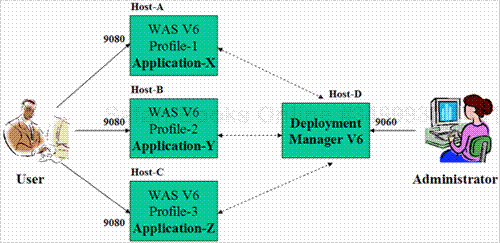 Host-A
9080
WAS V6
Profile-1
Application-X
Host-B
9080
WAS V6
Profile-2
Application-Y
Host-C
9080
WAS V6
Profile-3
Application-Z
Host-D
Deployment
Manager V6
9060
User
Administrator